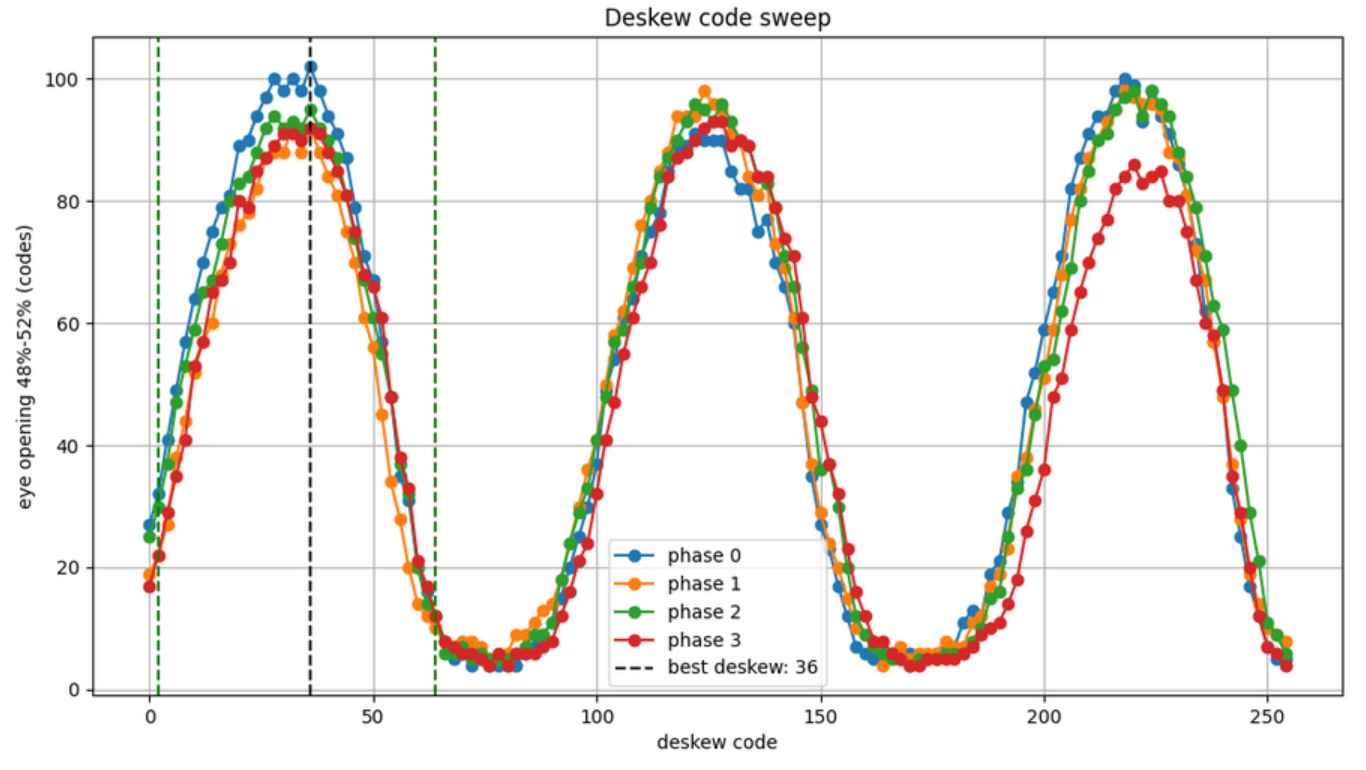 Deskew code sweep
eye opening 48%-52% (codes)
100
80
60
40
20
0
phase 0
phase 1
phase 2
phase 3
best deskew: 36
0 50 100 150 200 250
deskew code